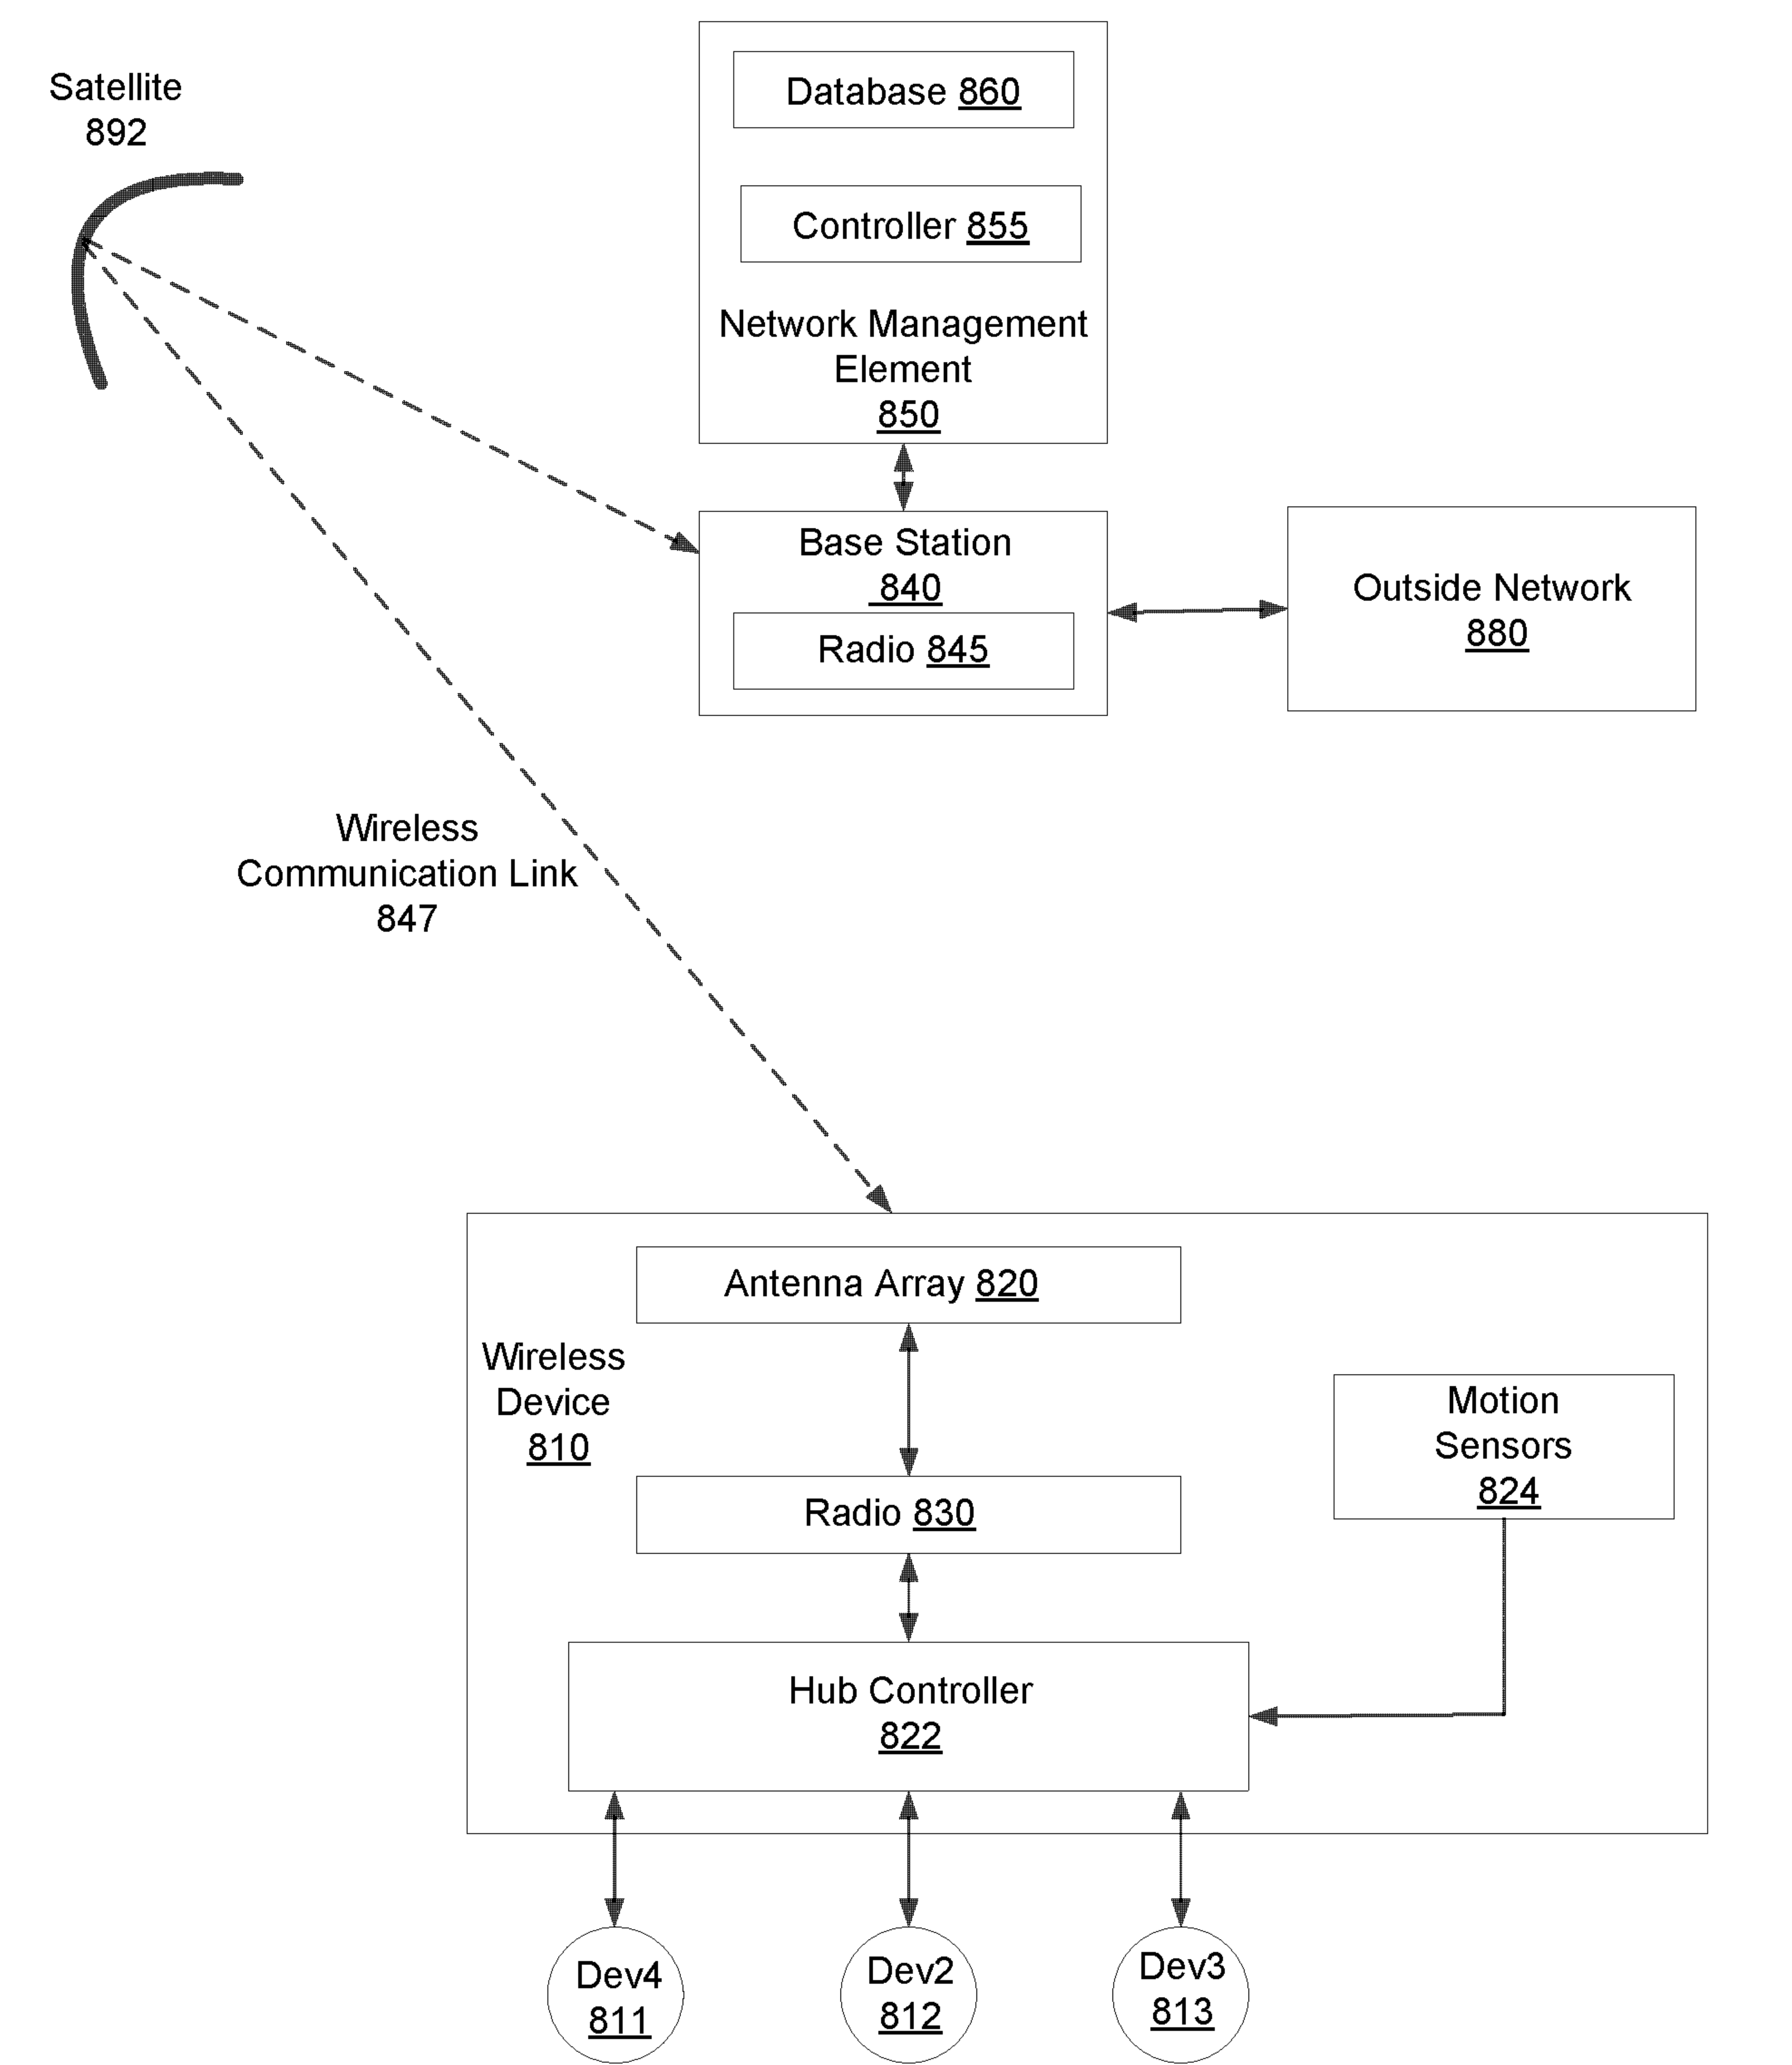 Satellite
892
Database 860
Controller 855
Network Management
Element
850
Base Station
840
Radio 845
Outside Network
880
Wireless
Communication Link
847
Antenna Array 820
Wireless
Device
810
Motion
Sensors
824
Radio 830
Hub Controller
822
Dev4
811
Dev2
812
Dev3
813